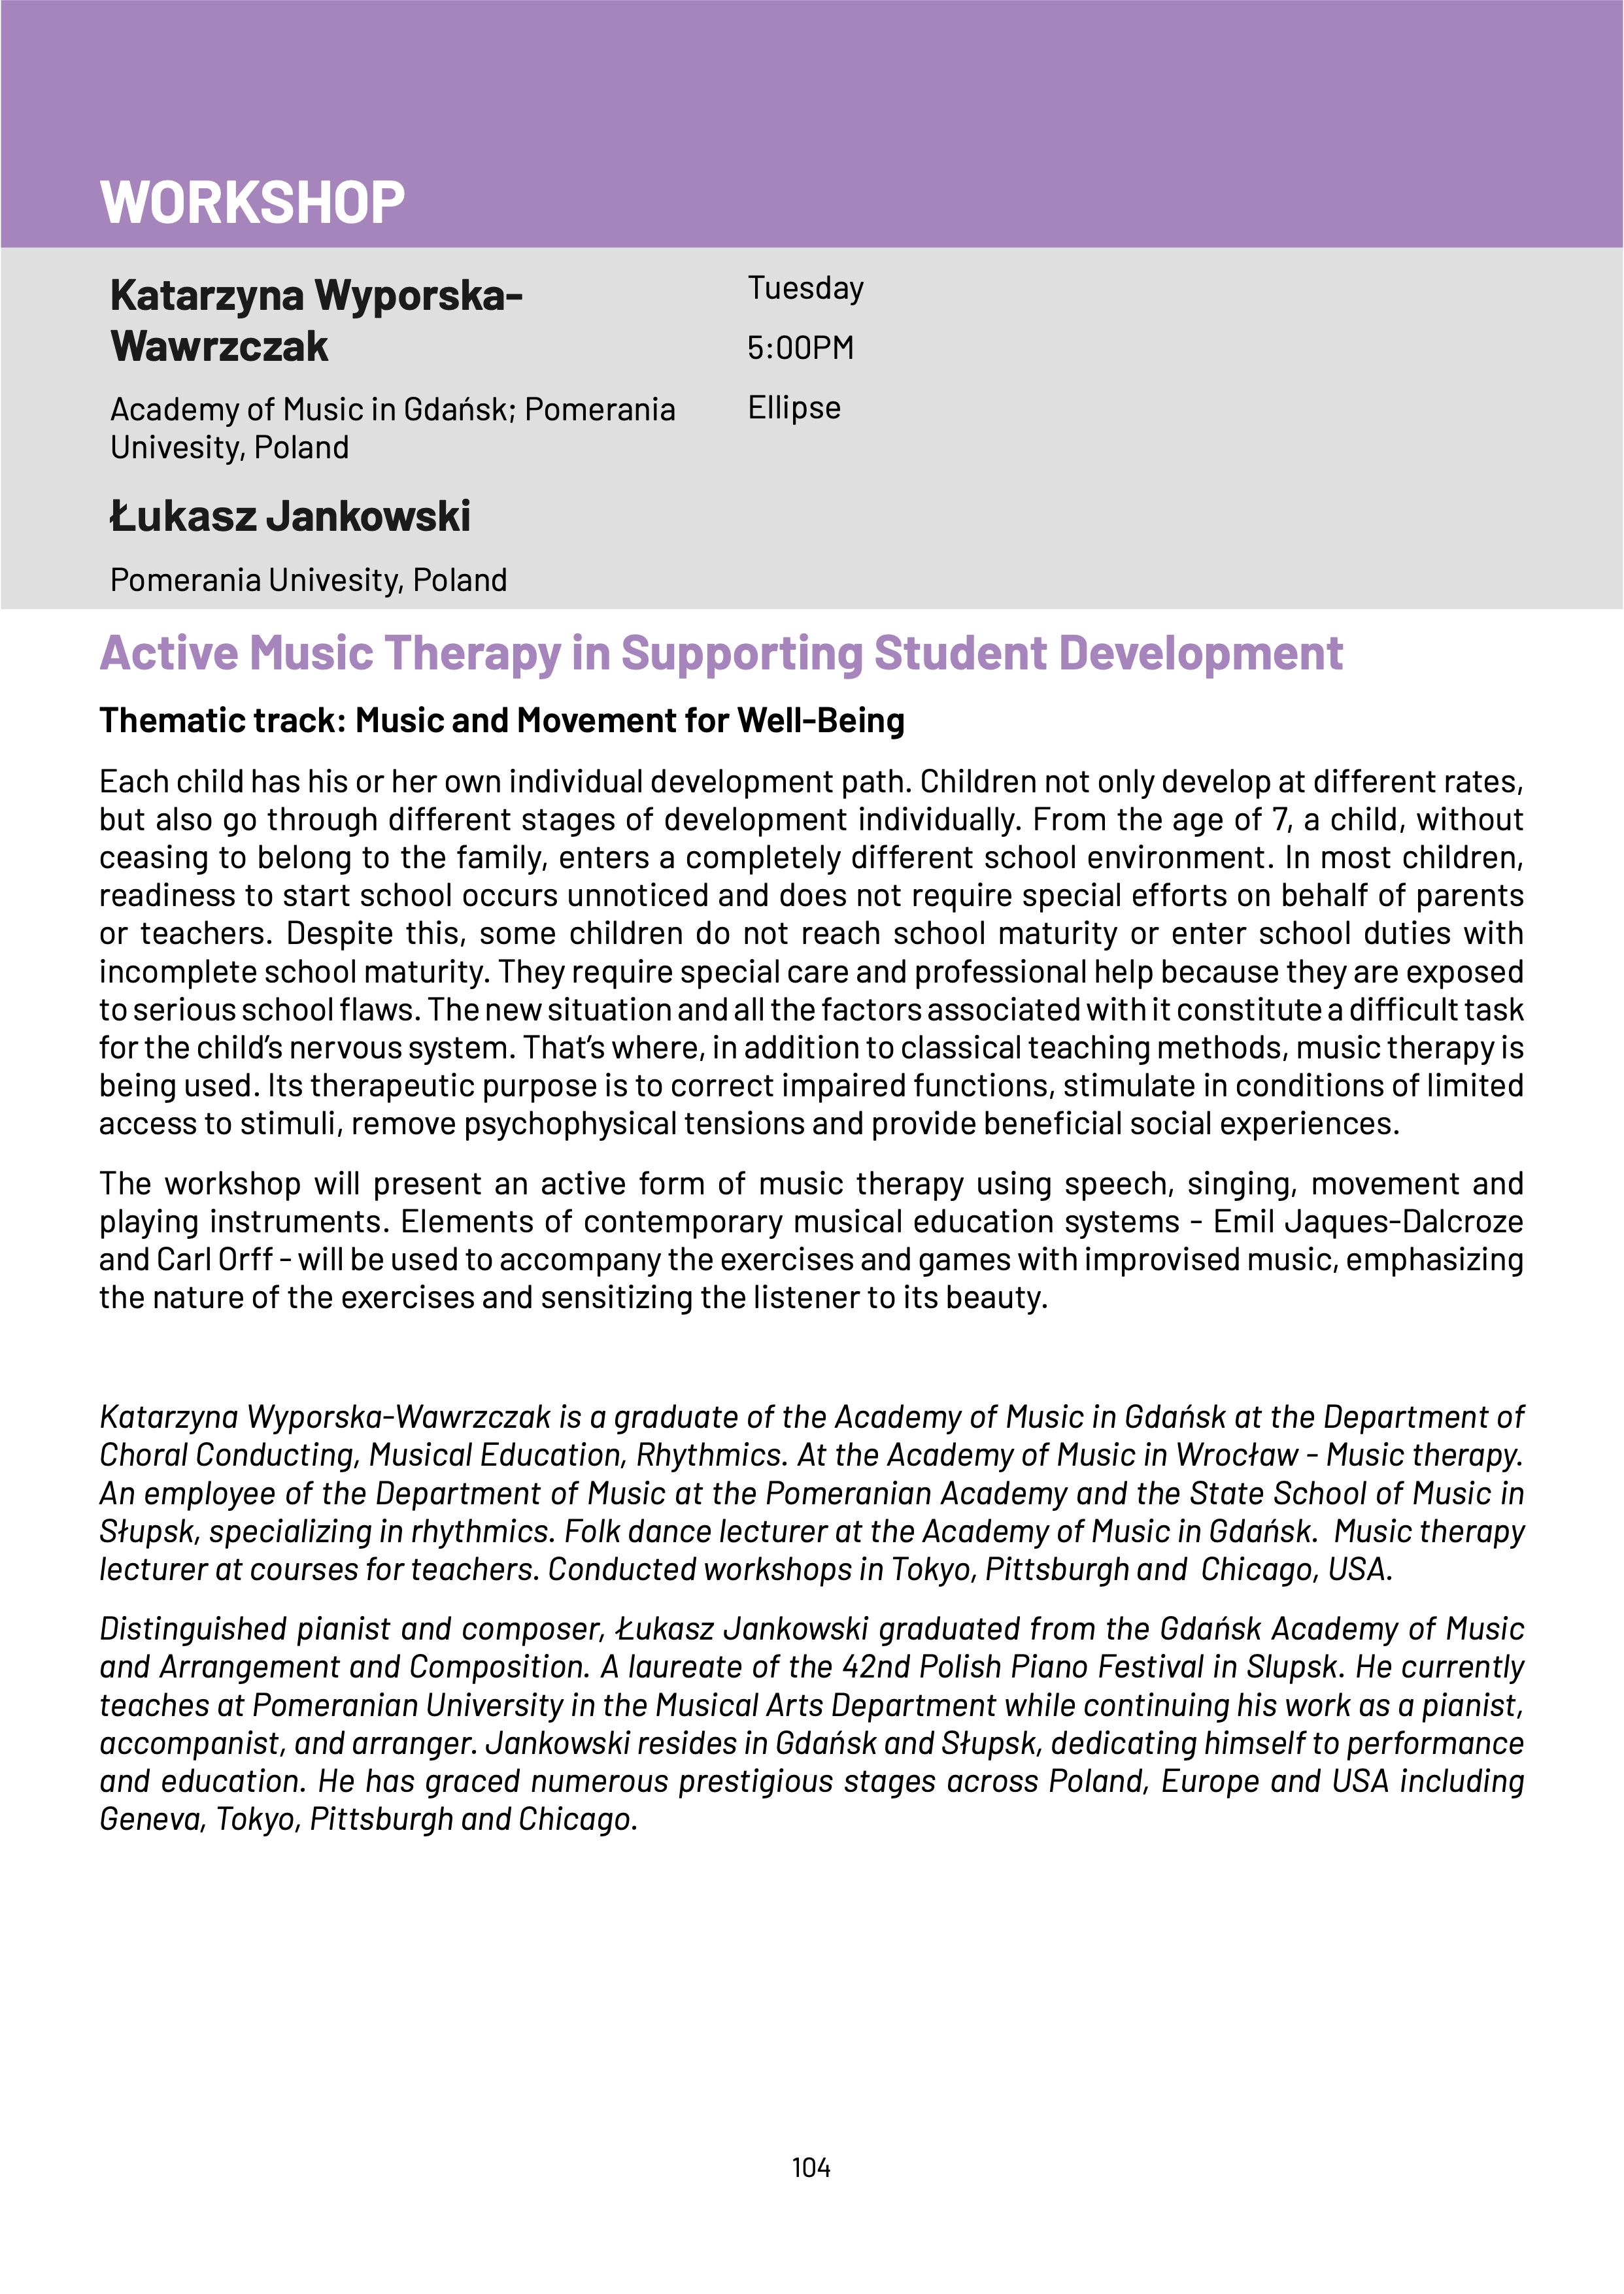 WORKSHOP
Katarzyna Wyporska-
Wawrzczak
Academy of Music in Gdańsk; Pomerania
Univesity, Poland
Łukasz Jankowski
Pomerania Univesity, Poland
Tuesday
5:00PM
Ellipse
Active Music Therapy in Supporting Student Development
Thematic track: Music and Movement for Well-Being
Each child has his or her own individual development path. Children not only develop at different rates,
but also go through different stages of development individually. From the age of 7, a child, without
ceasing to belong to the family, enters a completely different school environment. In most children,
readiness to start school occurs unnoticed and does not require special efforts on behalf of parents
or teachers. Despite this, some children do not reach school maturity or enter school duties with
incomplete school maturity. They require special care and professional help because they are exposed
to serious school flaws. The new situation and all the factors associated with it constitute a difficult task
for the child’s nervous system. That’s where, in addition to classical teaching methods, music therapy is
being used. Its therapeutic purpose is to correct impaired functions, stimulate in conditions of limited
access to stimuli, remove psychophysical tensions and provide beneficial social experiences.
The workshop will present an active form of music therapy using speech, singing, movement and
playing instruments. Elements of contemporary musical education systems - Emil Jaques-Dalcroze
and Carl Orff - will be used to accompany the exercises and games with improvised music, emphasizing
the nature of the exercises and sensitizing the listener to its beauty.
Katarzyna Wyporska-Wawrzczak is a graduate of the Academy of Music in Gdańsk at the Department of
Choral Conducting, Musical Education, Rhythmics. At the Academy of Music in Wrocław - Music therapy.
An employee of the Department of Music at the Pomeranian Academy and the State School of Music in
Słupsk, specializing in rhythmics. Folk dance lecturer at the Academy of Music in Gdańsk.  Music therapy
lecturer at courses for teachers. Conducted workshops in Tokyo, Pittsburgh and  Chicago, USA.
Distinguished pianist and composer, Łukasz Jankowski graduated from the Gdańsk Academy of Music
and Arrangement and Composition. A laureate of the 42nd Polish Piano Festival in Slupsk. He currently
teaches at Pomeranian University in the Musical Arts Department while continuing his work as a pianist,
accompanist, and arranger. Jankowski resides in Gdańsk and Słupsk, dedicating himself to performance
and education. He has graced numerous prestigious stages across Poland, Europe and USA including
Geneva, Tokyo, Pittsburgh and Chicago.
104